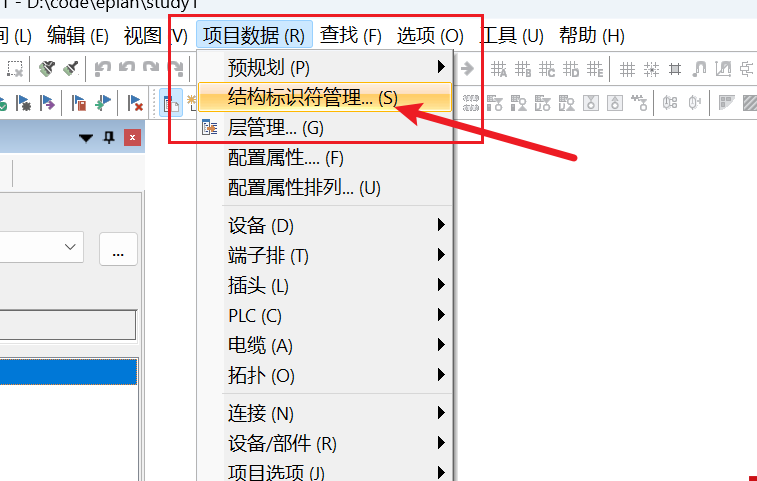 1 - D:\code\eplan\study1
(L) 编辑 (E) 视图 (V) 项目数据 (R) 查找 (F) 选项 (O) 工具 (U) 帮助 (H)
预规划 (P)
结构标识符管理... (S)
层管理... (G)
配置属性.... (F)
配置属性排列... (U)
...
设备 (D)
端子排 (T)
插头 (L)
PLC (C)
电缆 (A)
拓扑 (O)
连接 (N)
设备/部件 (R)
项目选项 (J)